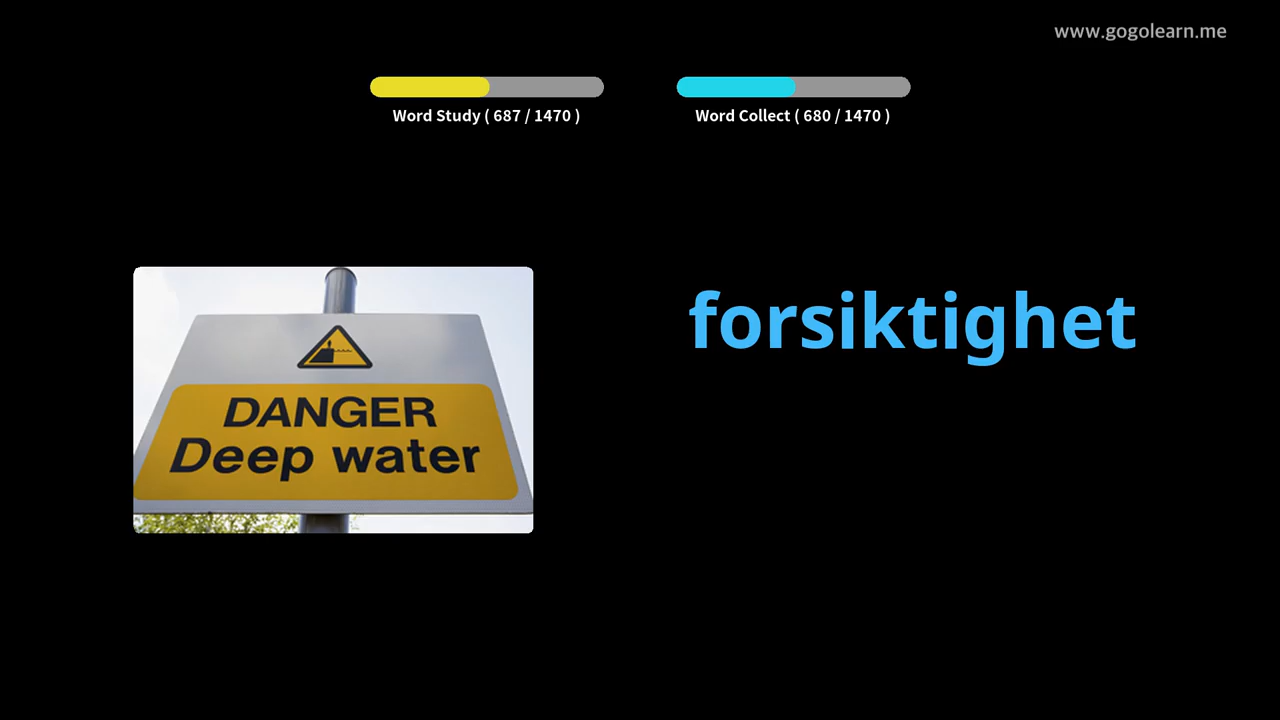 www.gogolearn.me
Word Study ( 687 / 1470 )
Word Collect ( 680 / 1470 )
DANGER
Deep water
forsiktighet